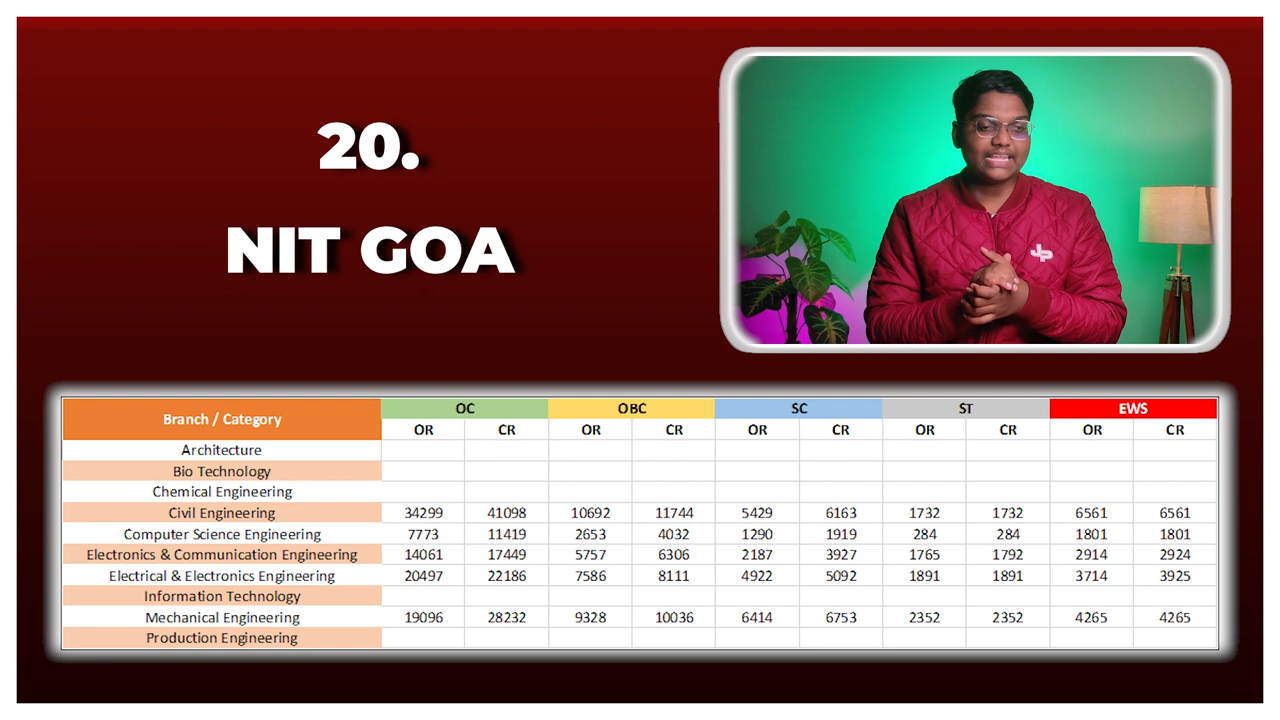 20.
NIT GOA
JP
Branch / Category OC OBC SC ST EWS
OR CR OR CR OR CR OR CR OR CR
Architecture
Bio Technology
Chemical Engineering
Civil Engineering 34299 41098 10692 11744 5429 6163 1732 1732 6561 6561
Computer Science Engineering 7773 11419 2653 4032 1290 1919 284 284 1801 1801
Electronics & Communication Engineering 14061 17449 5757 6306 2187 3927 1765 1792 2914 2924
Electrical & Electronics Engineering 20497 22186 7586 8111 4922 5092 1891 1891 3714 3925
Information Technology
Mechanical Engineering 19096 28232 9328 10036 6414 6753 2352 2352 4265 4265
Production Engineering